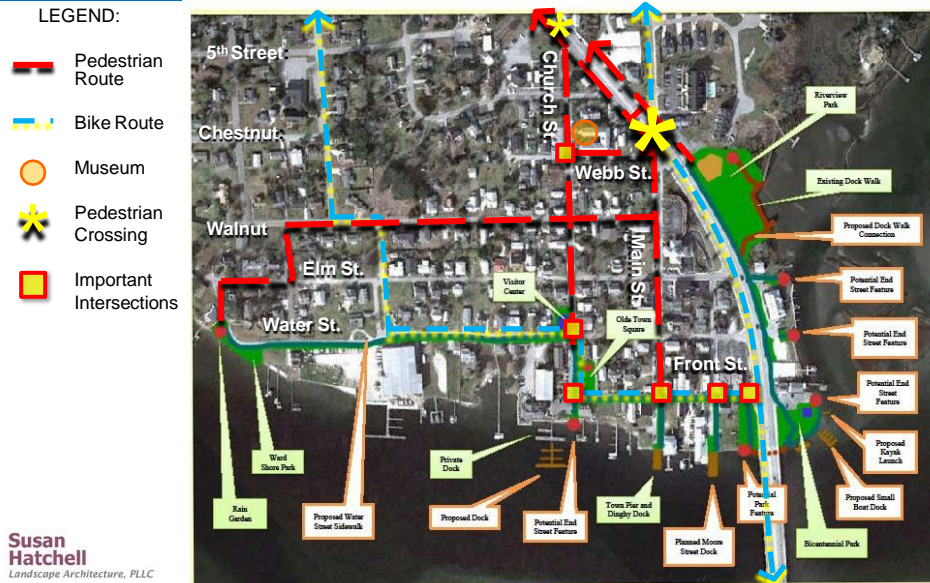 LEGEND:
Pedestrian
Route
Bike Route
Museum
Pedestrian
Crossing
Important
Intersections
Susan
Hatchell
Landscape Architecture, PLLC
5th Street
Chestnut
Walnut
Elm St.
Water St.
Church St.
Webb St.
Main St.
Front St.
Riverview
Park
Existing Dock Walk
Proposed Dock Walk
Connection
Potential End
Street Feature
Potential End
Street Feature
Potential End
Street
Feature
Proposed
Kayak
Launch
Proposed Small
Boat Dock
Bicentennial Park
Visitor
Center
Olde Town
Square
Ward
Shore Park
Rain
Garden
Proposed Water
Street Sidewalk
Private
Dock
Proposed Dock
Potential End
Street Feature
Town Pier and
Dinghy Dock
Planned Moore
Street Dock
Potential
Park
Feature